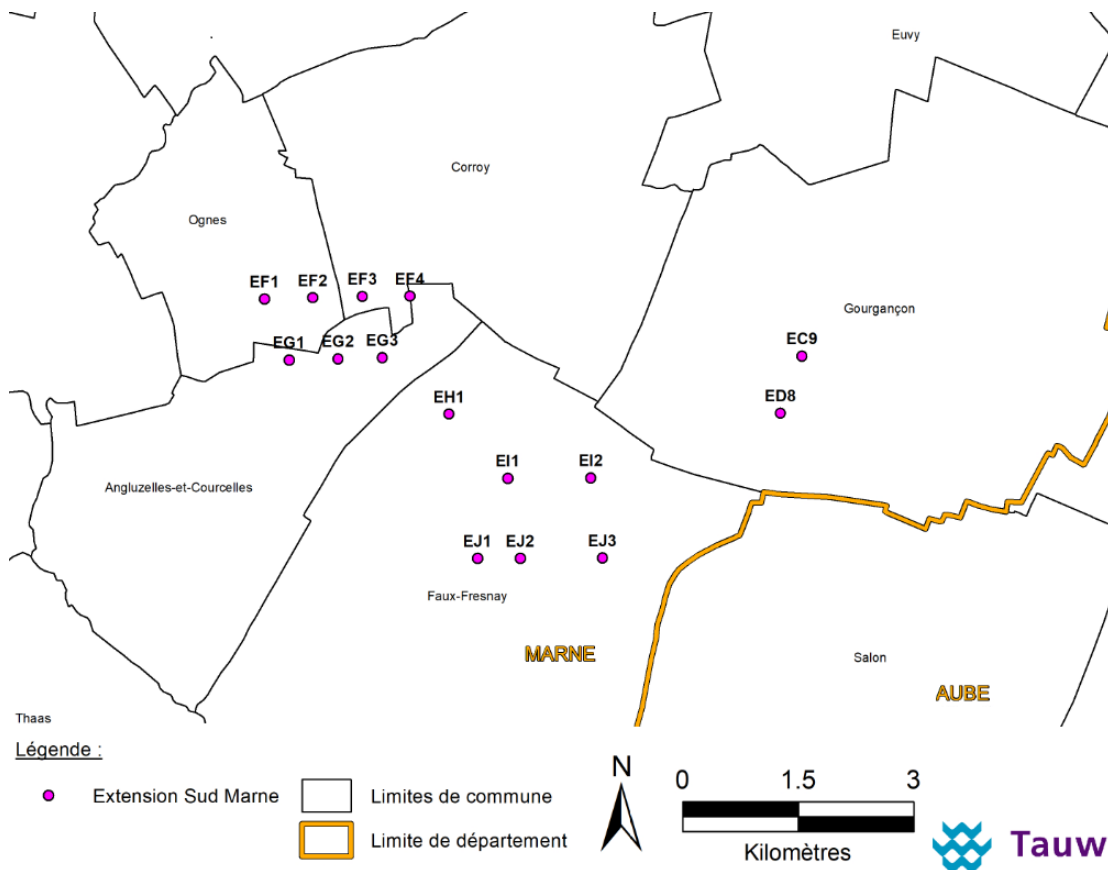 Euvy
Corroy
Ognes
EF1 EF2 EF3 EF4
Gourgançon
EG1 EG2 EG3
EC9
ED8
EH1
EI1 EI2
Angluzelles-et-Courcelles
EJ1 EJ2 EJ3
Faux-Fresnay
MARNE
Salon
AUBE
Thaas
Légende :
Extension Sud Marne
Limites de commune
Limite de département
N
0 1.5 3
Kilomètres
Tauw